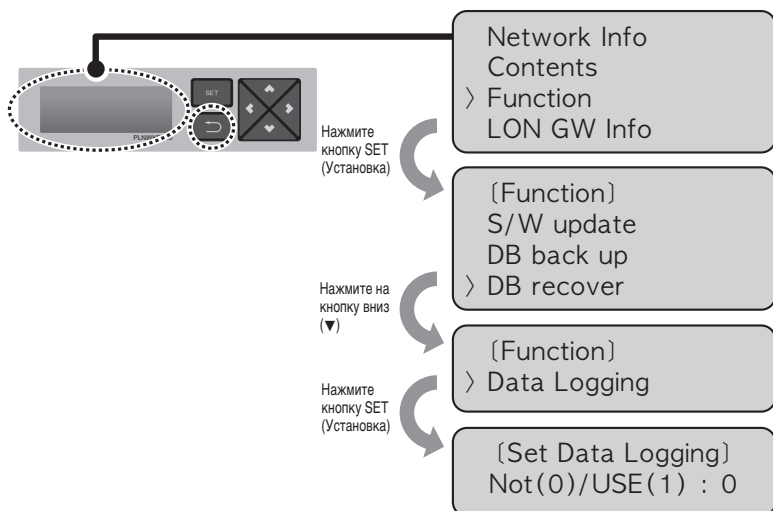 Network Info
Contents
〉Function
LON GW Info
SET
Нажмите
кнопку SET
(Установка)
〔Function〕
S/W update
DB back up
〉DB recover
Нажмите на
кнопку вниз
(▼)
〔Function〕
〉Data Logging
Нажмите
кнопку SET
(Установка)
〔Set Data Logging〕
Not(0)/USE(1) : 0